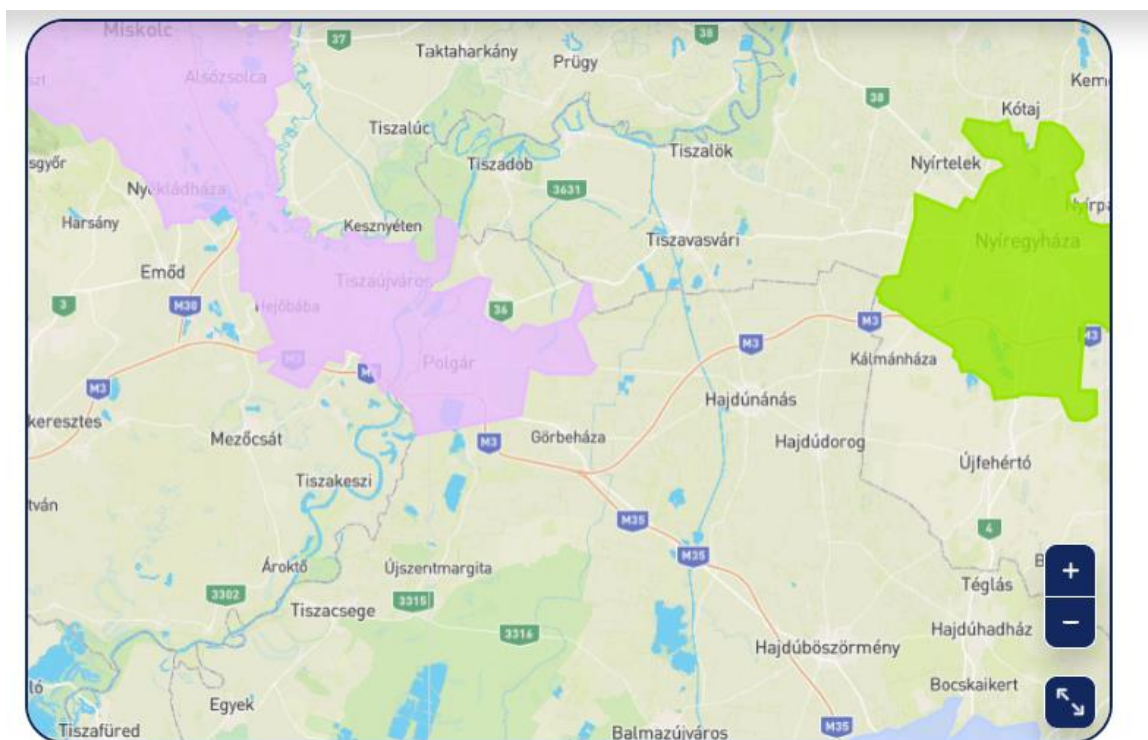 Miskolc
37
38
Taktaharkány
Prügy
Alsózsolca
38
Kótaj
Tiszalúc
Tiszalök
Nyírtelek
Tiszadob
sgyőr
Nyékládháza
3631
Harsány
Kesznyéten
Tiszavasvári
Nyíregyháza
Emőd
Tiszaújváros
3
M30
Hejőbába
36
M3
M3
M3
M3
Polgár
Kálmánháza
M3
Hajdúnánás
keresztes
Mezőcsát
M3
Görbeháza
Hajdúdorog
Újfehértó
Tiszakeszi
tván
M35
4
M35
Ároktő
Újszentmargita
+
Téglás
3302
3315
Tiszacsege
−
3316
Hajdúhadház
Hajdúböszörmény
Bocskaikert
ló
Egyek
Tiszafüred
Balmazújváros
M35